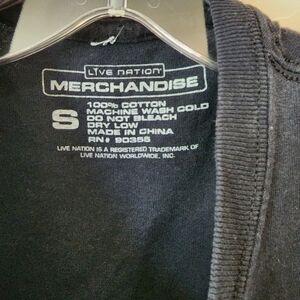 LIVE NATION
MERCHANDISE
S
100% COTTON
MACHINE WASH COLD
DO NOT BLEACH
DRY LOW
MADE IN CHINA
RN# 90355
LIVE NATION IS A REGISTERED TRADEMARK OF
LIVE NATION WORLDWIDE, INC.